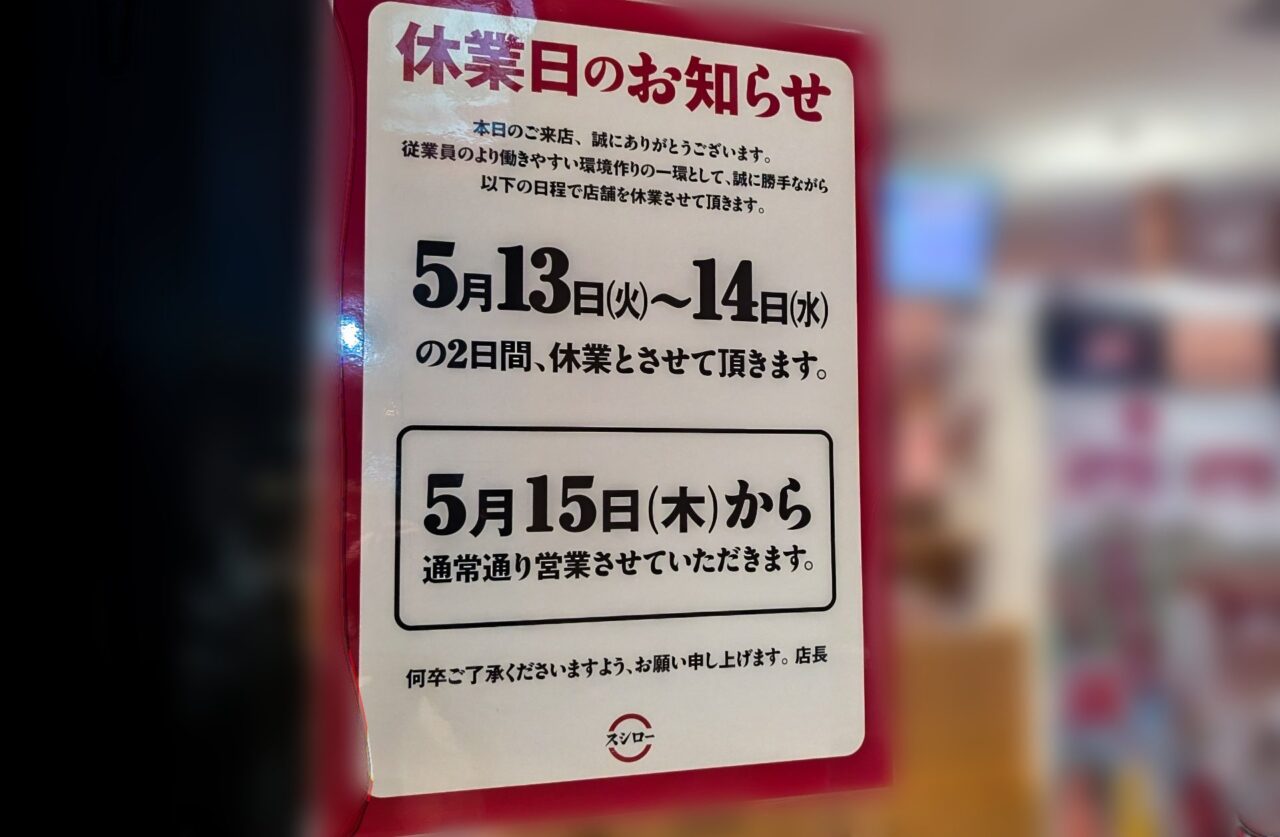 休業日のお知らせ
本日のご来店、誠にありがとうございます。
従業員のより働きやすい環境作りの一環として、誠に勝手ながら
以下の日程で店舗を休業させて頂きます。
5月13日(火)〜14日(水)
の2日間、休業とさせて頂きます。
5月15日(木)から
通常通り営業させていただきます。
何卒ご了承くださいますよう、お願い申し上げます。店長
スシロー